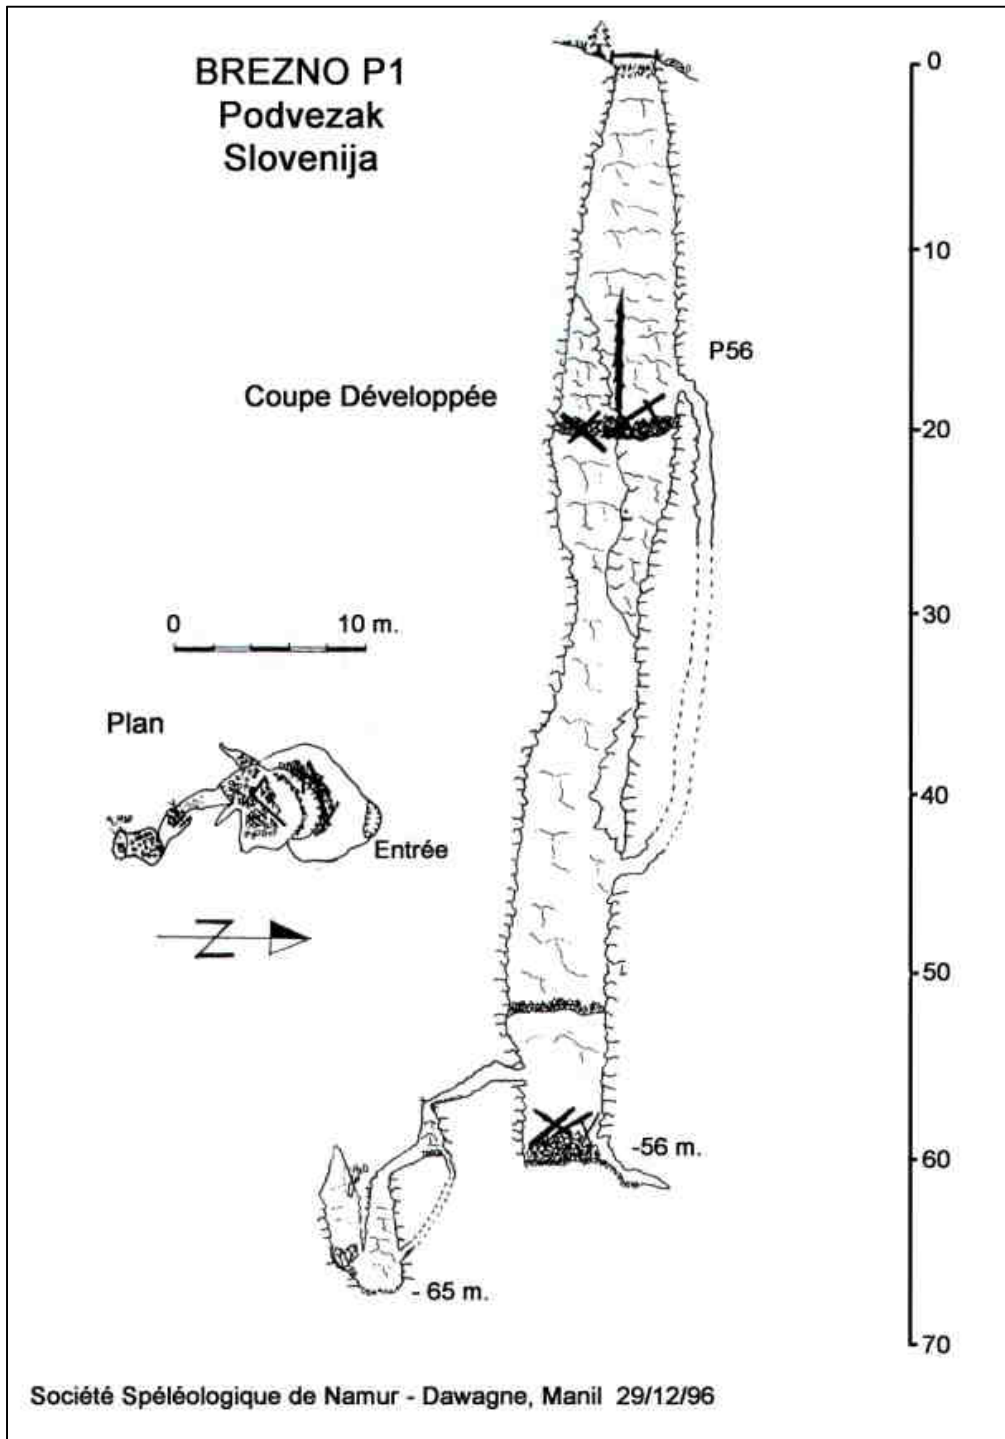 BREZNO P1
Podvezak
Slovenija
0
10
P56
Coupe Développée
20
0 10 m.
30
Plan
40
Entrée
Z
50
-56 m.
60
- 65 m.
70
Société Spéléologique de Namur - Dawagne, Manil 29/12/96